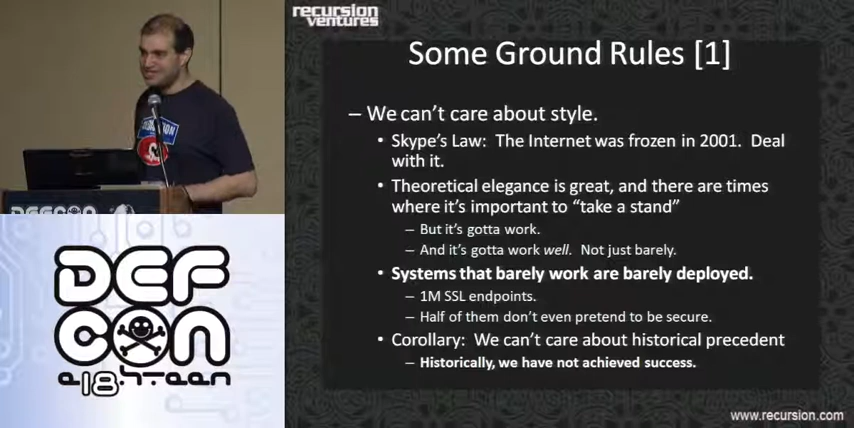 recursion
ventures
Some Ground Rules [1]
– We can't care about style.
• Skype's Law: The Internet was frozen in 2001. Deal
with it.
• Theoretical elegance is great, and there are times
where it's important to "take a stand"
– But it's gotta work.
– And it's gotta work well. Not just barely.
• Systems that barely work are barely deployed.
– 1M SSL endpoints.
– Half of them don't even pretend to be secure.
• Corollary: We can't care about historical precedent
– Historically, we have not achieved success.
www.recursion.com
DEFCON
DEF
CON
e.18.h.teen